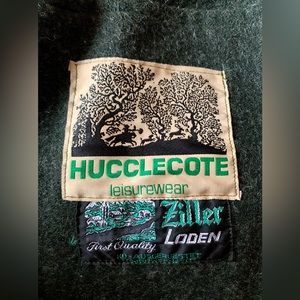 HUCCLECOTE
leisurewear
Ziller
First Quality LODEN